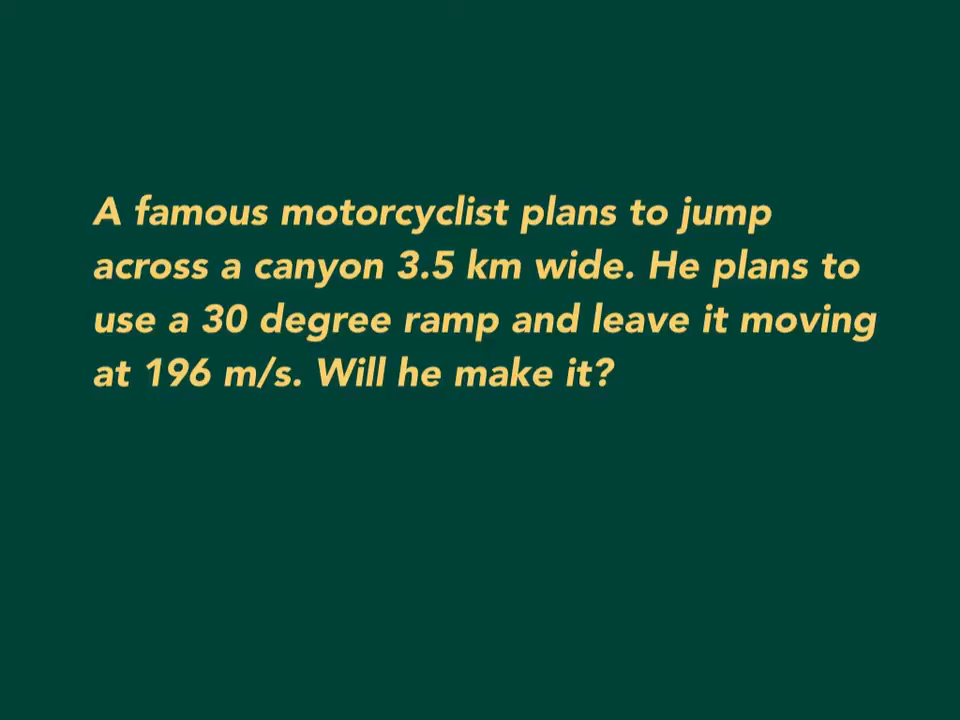 A famous motorcyclist plans to jump
across a canyon 3.5 km wide. He plans to
use a 30 degree ramp and leave it moving
at 196 m/s. Will he make it?